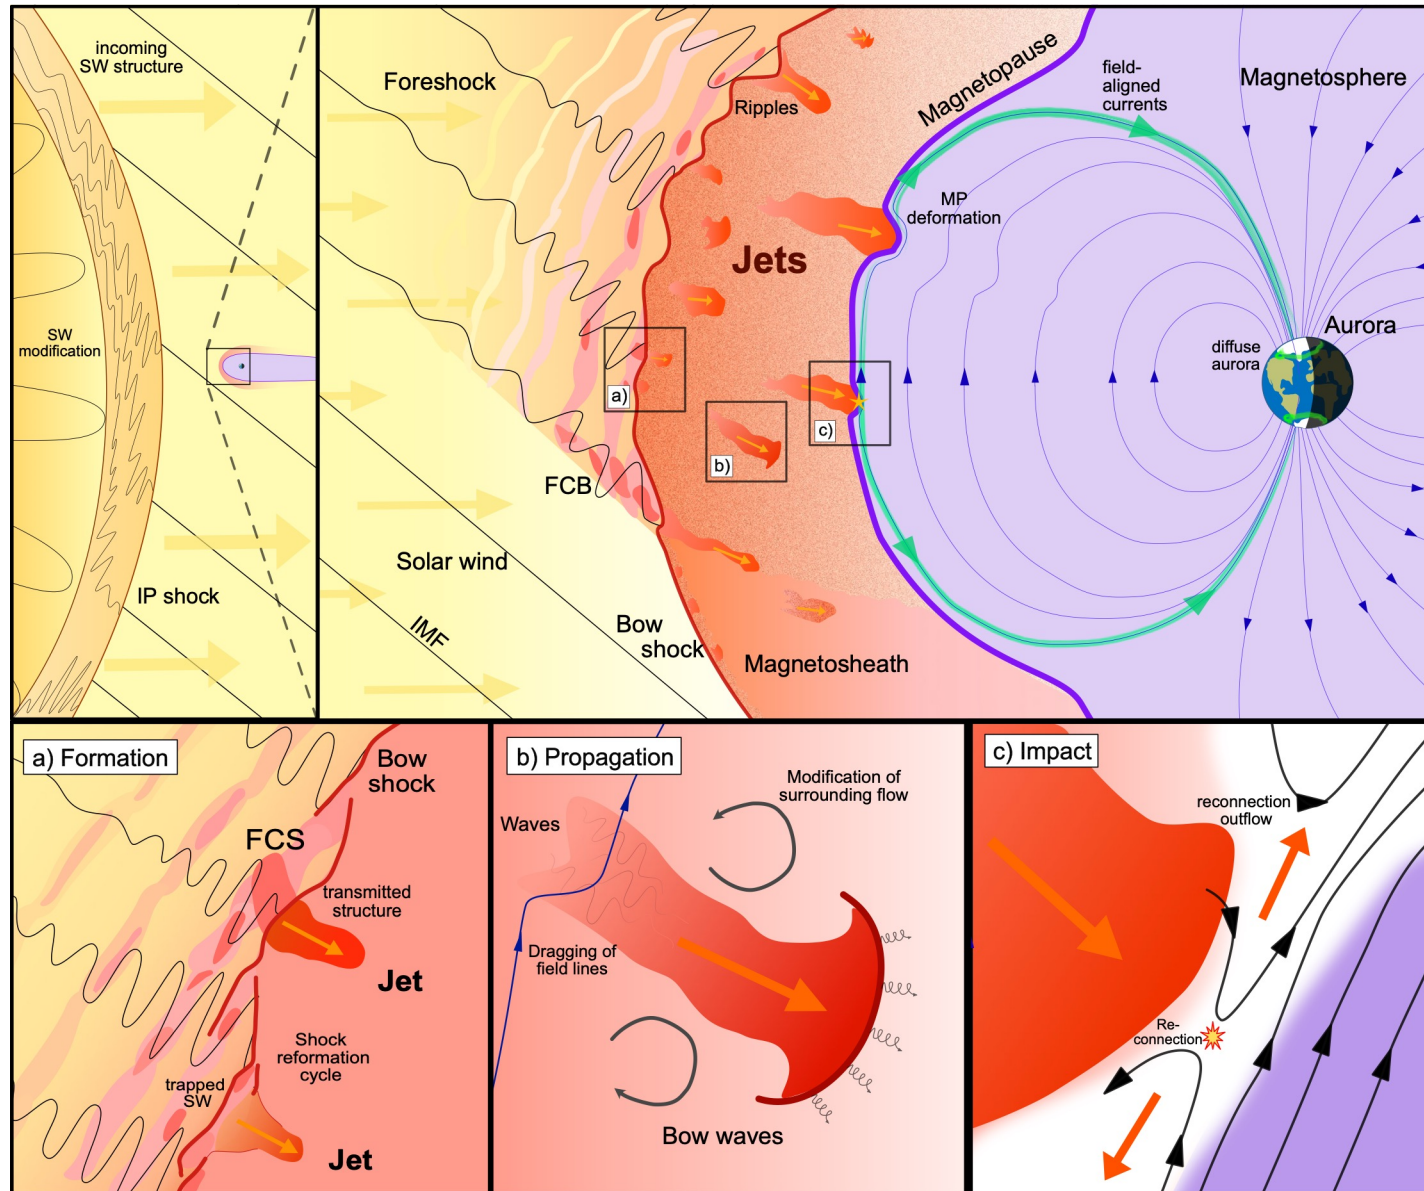 incoming
SW structure
SW
modification
IP shock
Foreshock
Ripples
Magnetopause
field-
aligned
currents
Magnetosphere
MP
deformation
Jets
Aurora
diffuse
aurora
a)
b)
c)
FCB
Solar wind
IMF
Bow
shock
Magnetosheath
a) Formation
Bow
shock
FCS
transmitted
structure
Jet
Shock
reformation
cycle
trapped
SW
Jet
b) Propagation
Modification of
surrounding flow
Waves
Dragging of
field lines
Bow waves
c) Impact
reconnection
outflow
Re-
connection